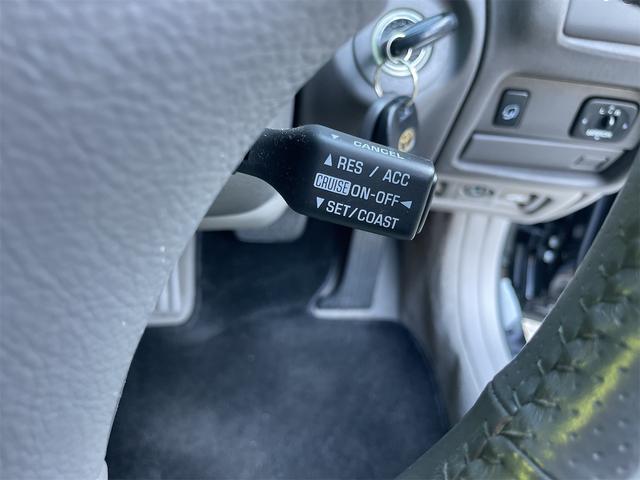 CANCEL
▲ RES / ACC
CRUISE ON-OFF ◄
▼ SET/COAST
L R